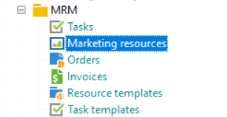 MRM
Tasks
Marketing resources
Orders
Invoices
Resource templates
Task templates